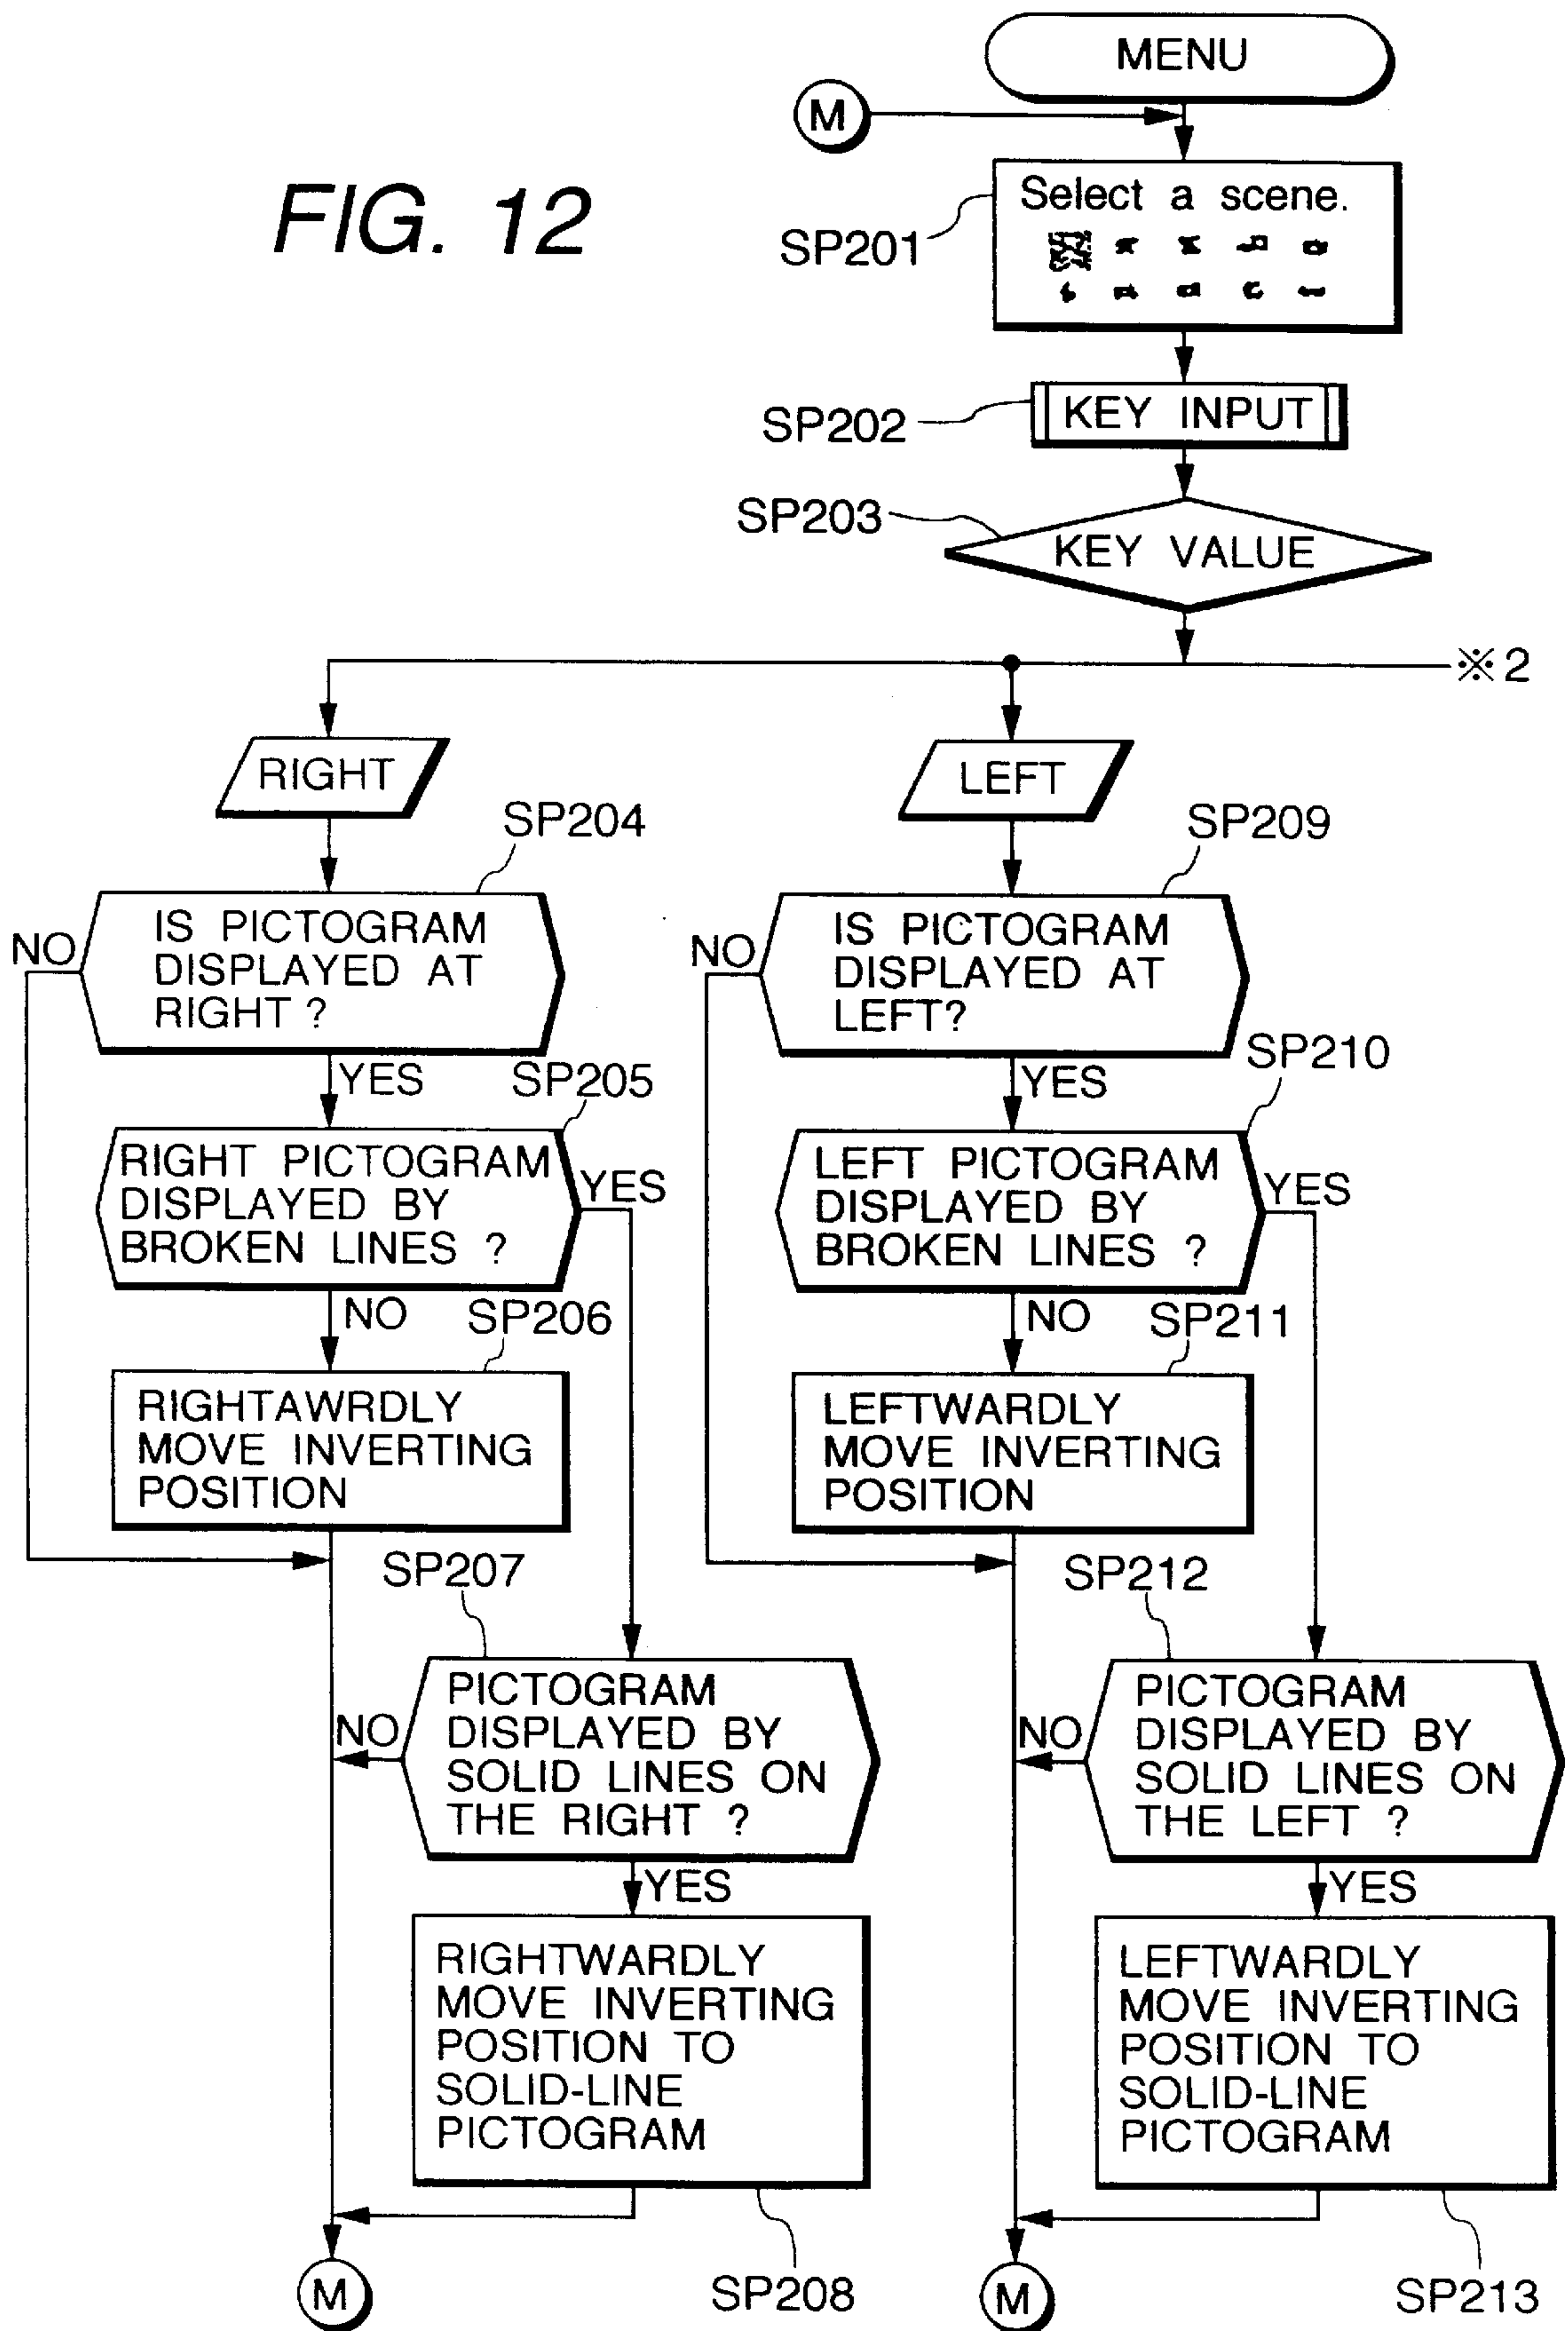 MENU
M
FIG. 12
Select a scene.
SP201
KEY INPUT
SP202
SP203
KEY VALUE
※2
RIGHT
LEFT
SP204
SP209
NO
IS PICTOGRAM
DISPLAYED AT
RIGHT ?
NO
IS PICTOGRAM
DISPLAYED AT
LEFT?
YES
SP205
YES
SP210
RIGHT PICTOGRAM
DISPLAYED BY
BROKEN LINES ?
YES
LEFT PICTOGRAM
DISPLAYED BY
BROKEN LINES ?
YES
NO
SP206
NO
SP211
RIGHTAWRDLY
MOVE INVERTING
POSITION
LEFTWARDLY
MOVE INVERTING
POSITION
SP207
SP212
NO
PICTOGRAM
DISPLAYED BY
SOLID LINES ON
THE RIGHT ?
NO
PICTOGRAM
DISPLAYED BY
SOLID LINES ON
THE LEFT ?
YES
YES
RIGHTWARDLY
MOVE INVERTING
POSITION TO
SOLID-LINE
PICTOGRAM
LEFTWARDLY
MOVE INVERTING
POSITION TO
SOLID-LINE
PICTOGRAM
M
SP208
M
SP213